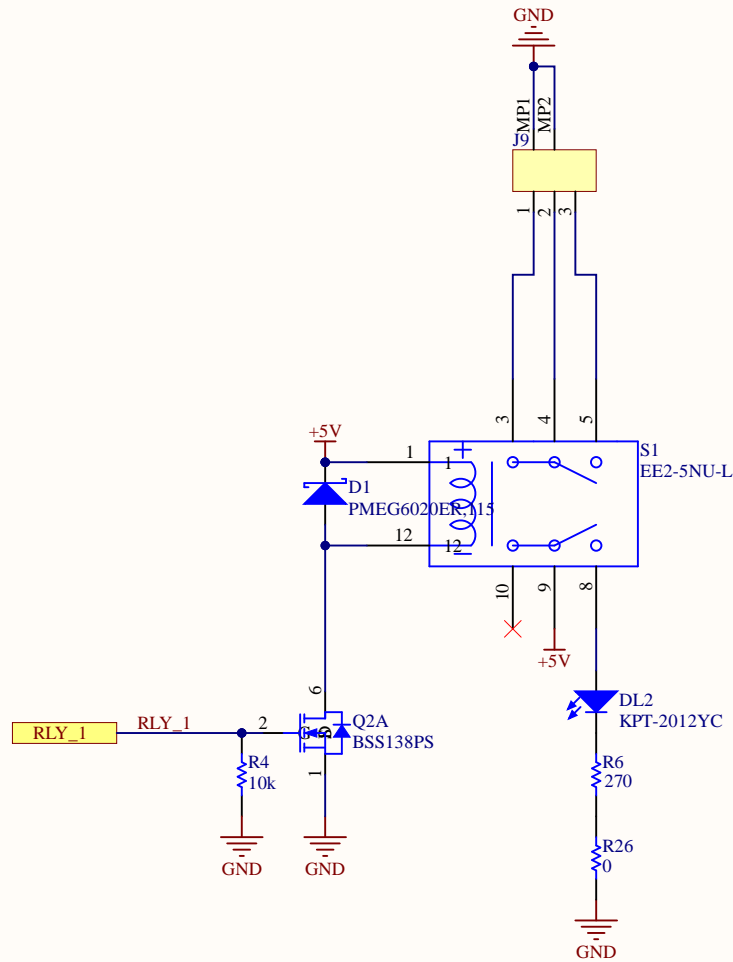 GND
MP1
MP2
J9
1
2
3
3
4
5
+5V
1
1
S1
EE2-5NU-L
D1
PMEG6020ER,115
12
12
10
9
8
+5V
6
DL2
KPT-2012YC
RLY_1
RLY_1
2
G
D
S
Q2A
BSS138PS
R4
10k
1
R6
270
GND
GND
R26
0
GND